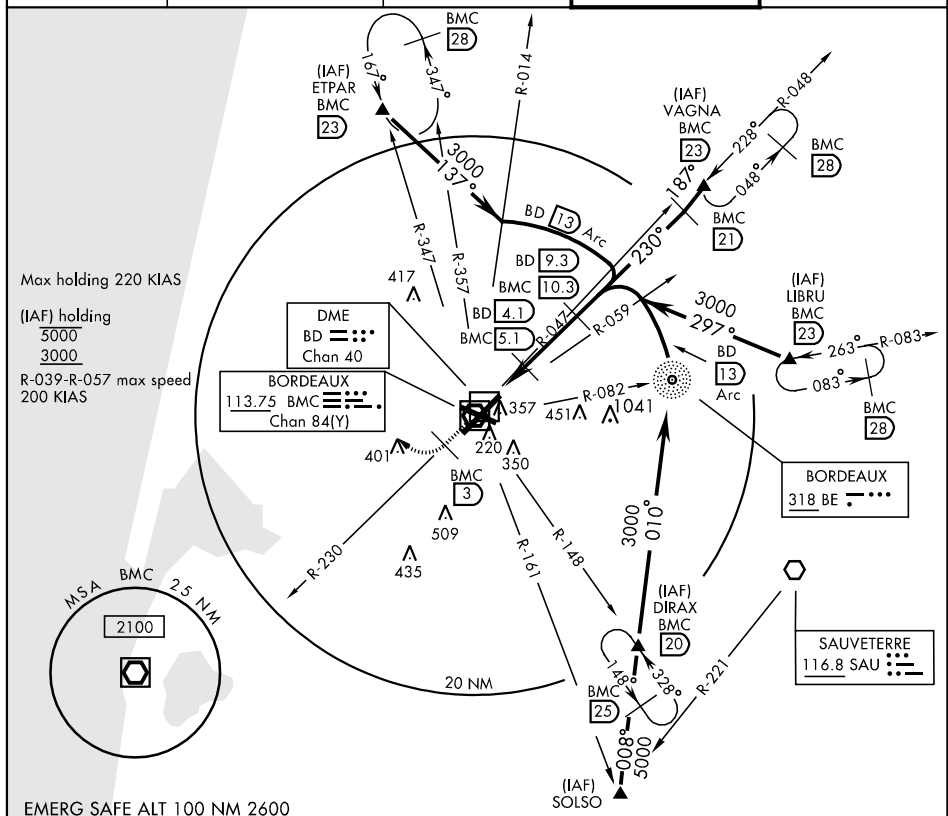 BMC
28
(IAF)
ETPAR
BMC
23
167°
347°
R-014
3000
137°
R-347
R-357
BD 13 Arc
(IAF)
VAGNA
BMC
23
187°
R-048
228°
048°
BMC
28
BMC
21
230°
BD 9.3
BMC 10.3
BD 4.1
BMC 5.1
R-047
R-059
(IAF)
LIBRU
BMC
23
3000
297°
263°
R-083
083°
BMC
28
BD
13
Arc
Max holding 220 KIAS
(IAF) holding
5000
3000
R-039-R-057 max speed
200 KIAS
417
DME
BD
Chan 40
BORDEAUX
113.75 BMC
Chan 84(Y)
357
R-082
451
1041
401
220
350
BMC
3
509
435
R-230
R-161
R-148
BORDEAUX
318 BE
3000
010°
(IAF)
DIRAX
BMC
20
148°
328°
BMC
25
R-221
SAUVETERRE
116.8 SAU
008°
5000
(IAF)
SOLSO
20 NM
MSA BMC 25 NM
2100
EMERG SAFE ALT 100 NM 2600